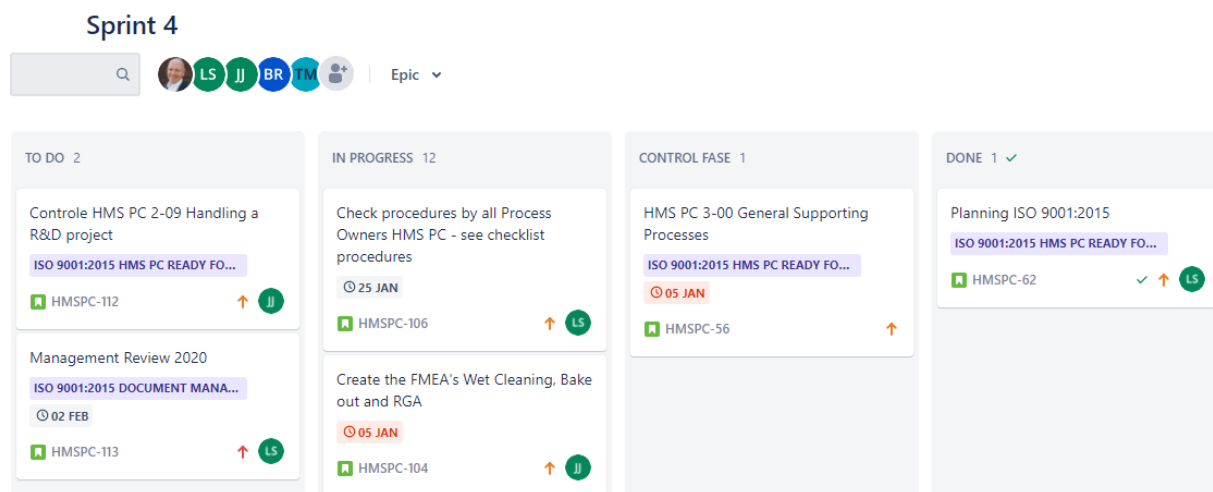 Sprint 4
LS JJ BR TM
Epic
TO DO 2
Controle HMS PC 2-09 Handling a
R&D project
ISO 9001:2015 HMS PC READY FO...
HMSPC-112
JJ
Management Review 2020
ISO 9001:2015 DOCUMENT MANA...
02 FEB
HMSPC-113
LS
IN PROGRESS 12
Check procedures by all Process
Owners HMS PC - see checklist
procedures
25 JAN
HMSPC-106
LS
Create the FMEA's Wet Cleaning, Bake
out and RGA
05 JAN
HMSPC-104
JJ
CONTROL FASE 1
HMS PC 3-00 General Supporting
Processes
ISO 9001:2015 HMS PC READY FO...
05 JAN
HMSPC-56
DONE 1
Planning ISO 9001:2015
ISO 9001:2015 HMS PC READY FO...
HMSPC-62
LS